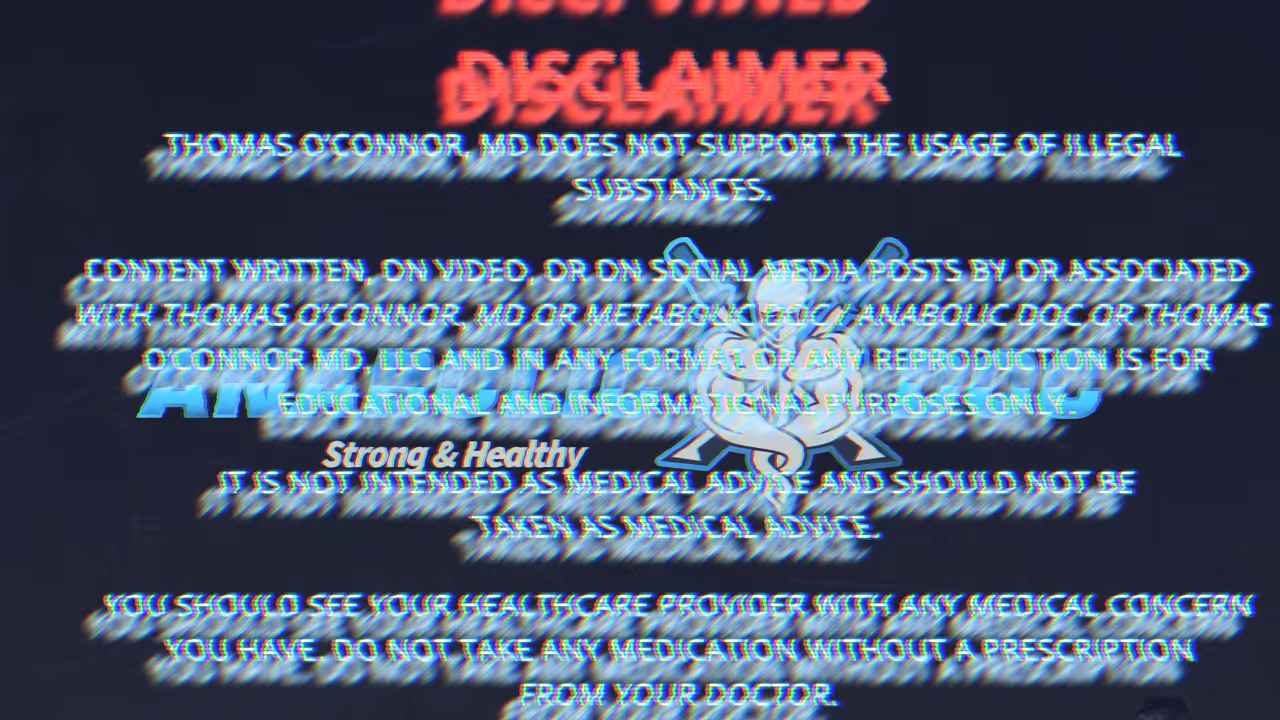 DISCLAIMER
THOMAS O'CONNOR, MD DOES NOT SUPPORT THE USAGE OF ILLEGAL
SUBSTANCES.
CONTENT WRITTEN, ON VIDEO, OR ON SOCIAL MEDIA POSTS BY OR ASSOCIATED
WITH THOMAS O'CONNOR, MD OR METABOLIC DOC / ANABOLIC DOC OR THOMAS
O'CONNOR MD, LLC AND IN ANY FORMAT OR ANY REPRODUCTION IS FOR
EDUCATIONAL AND INFORMATIONAL PURPOSES ONLY.
ANABOLIC DOC
Strong & Healthy
IT IS NOT INTENDED AS MEDICAL ADVISE AND SHOULD NOT BE
TAKEN AS MEDICAL ADVICE.
YOU SHOULD SEE YOUR HEALTHCARE PROVIDER WITH ANY MEDICAL CONCERN
YOU HAVE. DO NOT TAKE ANY MEDICATION WITHOUT A PRESCRIPTION
FROM YOUR DOCTOR.